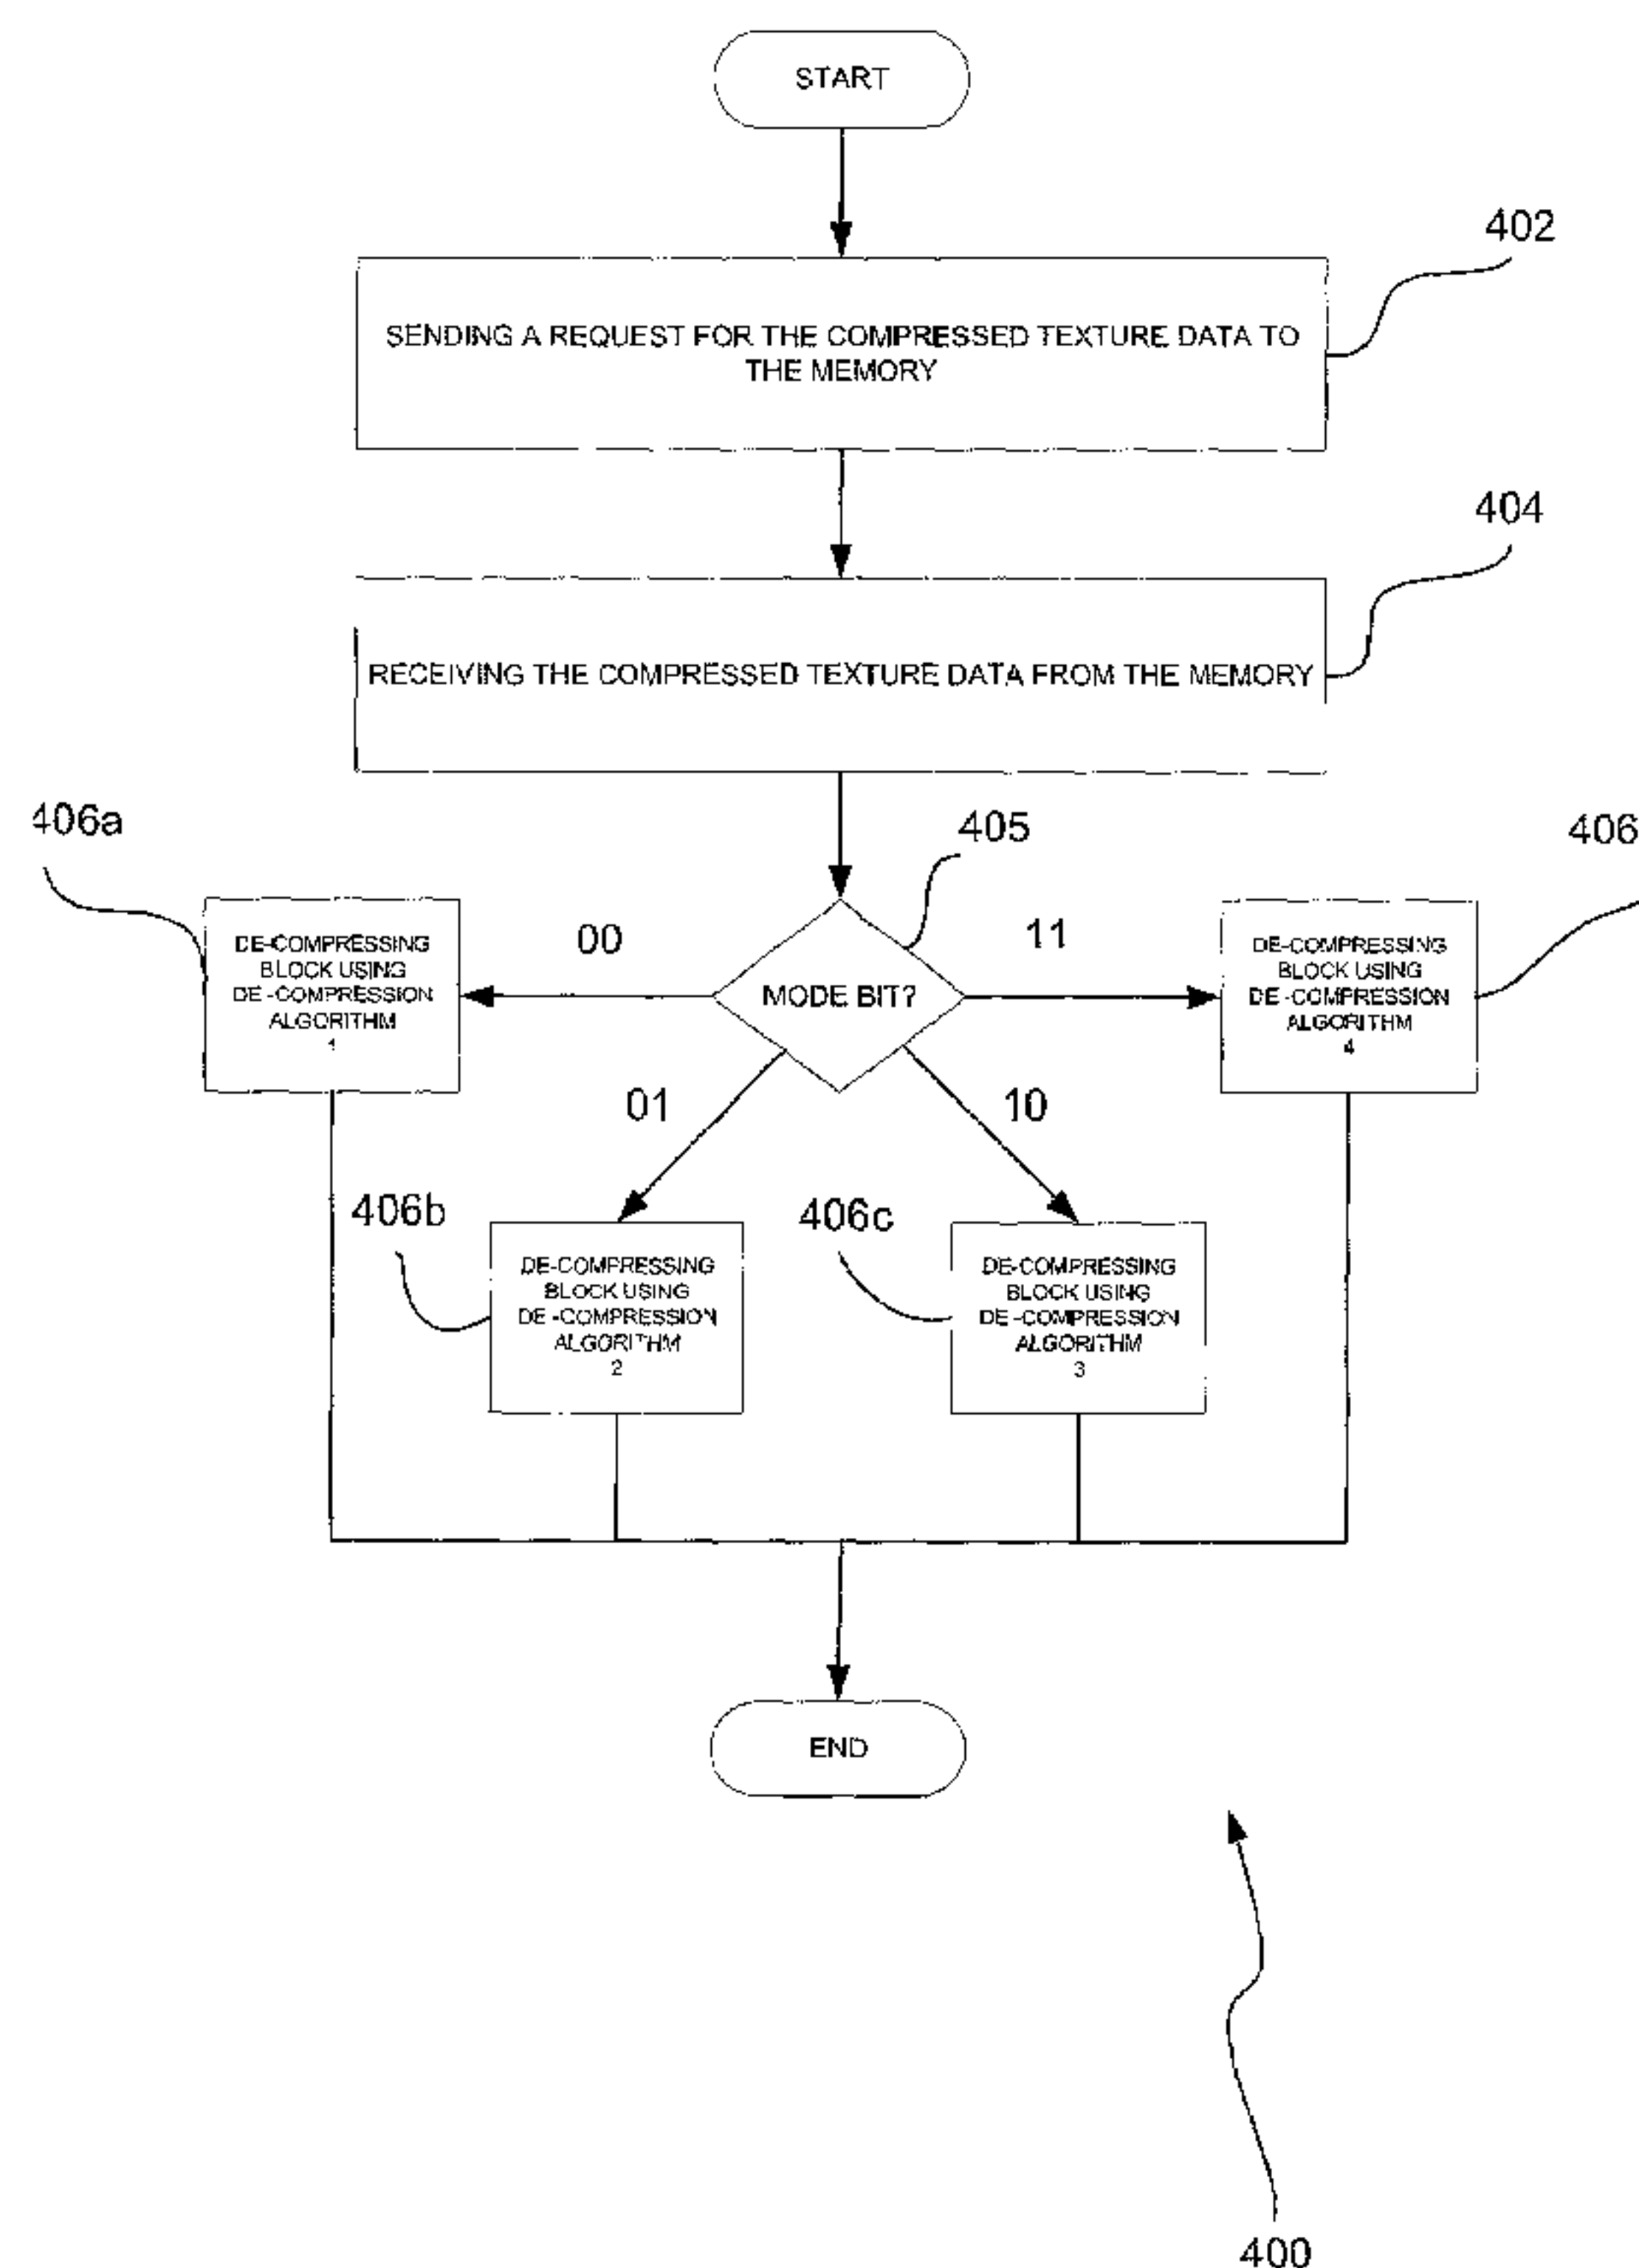 START
402
SENDING A REQUEST FOR THE COMPRESSED TEXTURE DATA TO
THE MEMORY
404
RECEIVING THE COMPRESSED TEXTURE DATA FROM THE MEMORY
406a
405
406
DE-COMPRESSING
BLOCK USING
DE-COMPRESSION
ALGORITHM
1
00
MODE BIT?
11
DE-COMPRESSING
BLOCK USING
DE-COMPRESSION
ALGORITHM
4
01
10
406b
DE-COMPRESSING
BLOCK USING
DE-COMPRESSION
ALGORITHM
2
406c
DE-COMPRESSING
BLOCK USING
DE-COMPRESSION
ALGORITHM
3
END
400